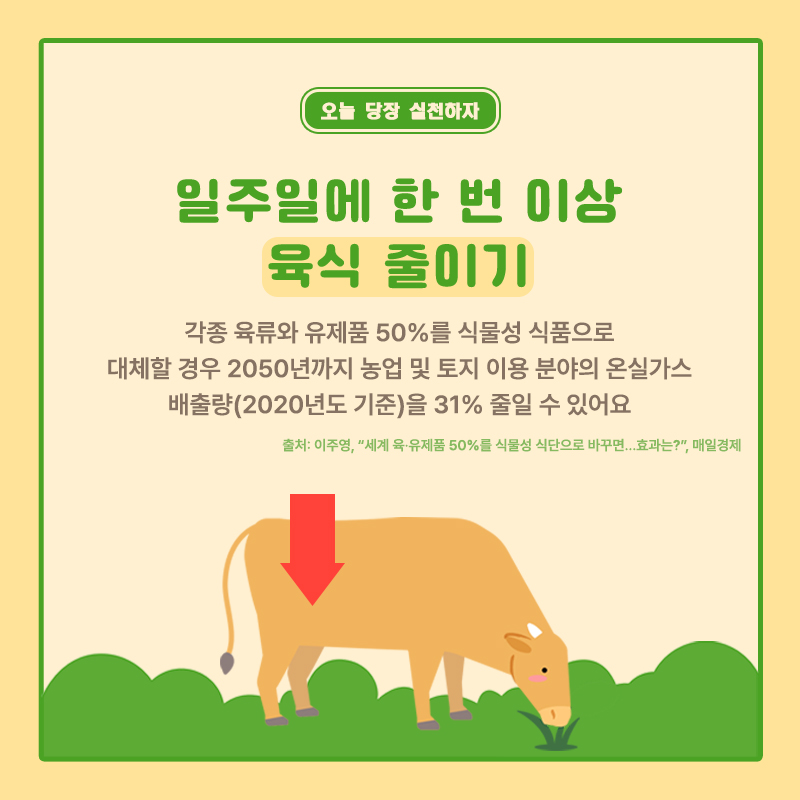 오늘 당장 실천하자
일주일에 한 번 이상
육식 줄이기
각종 육류와 유제품 50%를 식물성 식품으로
대체할 경우 2050년까지 농업 및 토지 이용 분야의 온실가스
배출량(2020년도 기준)을 31% 줄일 수 있어요
출처: 이주영, “세계 육·유제품 50%를 식물성 식단으로 바꾸면...효과는?”, 매일경제